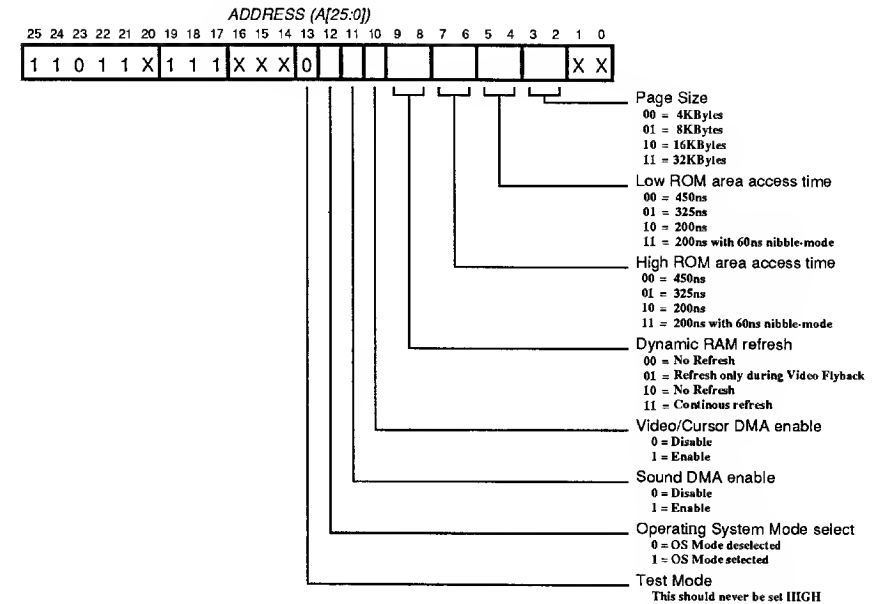 ADDRESS (A[25:0])
25 24 23 22 21 20 19 18 17 16 15 14 13 12 11 10 9 8 7 6 5 4 3 2 1 0
1 1 0 1 1 X 1 1 1 X X X 0 X X
Page Size
00 = 4KBytes
01 = 8KBytes
10 = 16KBytes
11 = 32KBytes
Low ROM area access time
00 = 450ns
01 = 325ns
10 = 200ns
11 = 200ns with 60ns nibble-mode
High ROM area access time
00 = 450ns
01 = 325ns
10 = 200ns
11 = 200ns with 60ns nibble-mode
Dynamic RAM refresh
00 = No Refresh
01 = Refresh only during Video Flyback
10 = No Refresh
11 = Continous refresh
Video/Cursor DMA enable
0 = Disable
1 = Enable
Sound DMA enable
0 = Disable
1 = Enable
Operating System Mode select
0 = OS Mode deselected
1 = OS Mode selected
Test Mode
This should never be set HIGH